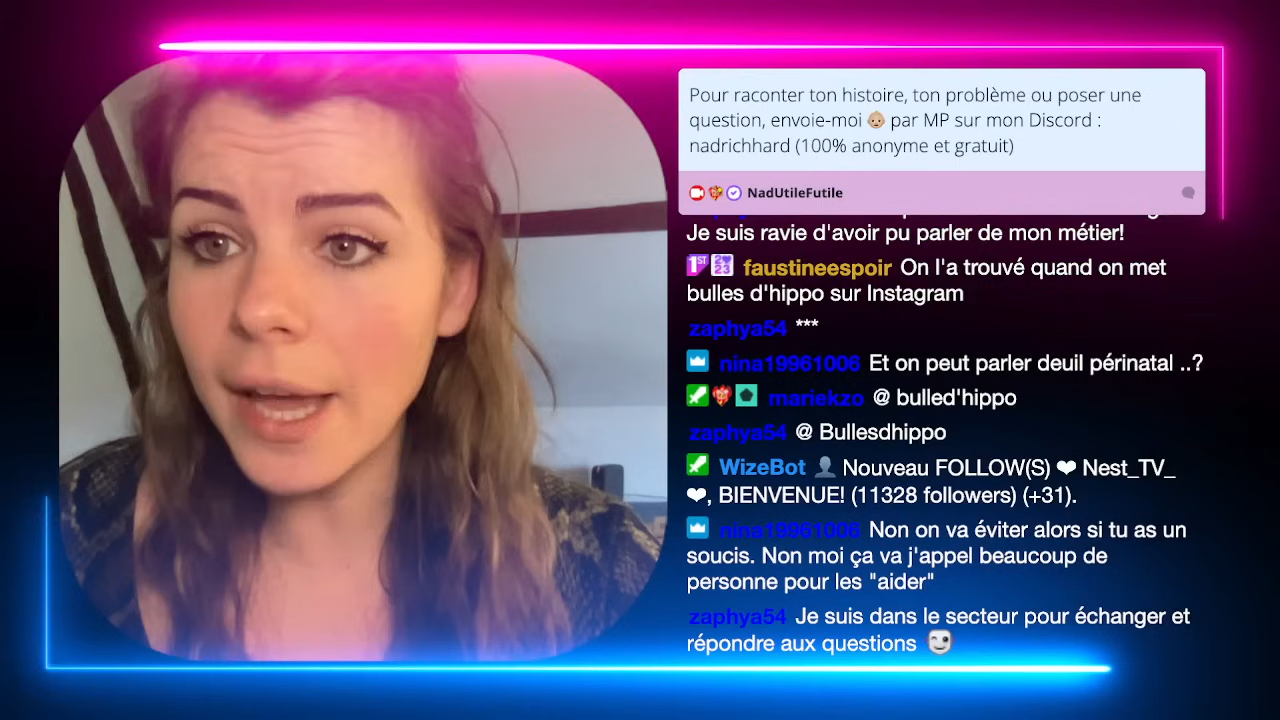 Pour raconter ton histoire, ton problème ou poser une
question, envoie-moi 👶🏼 par MP sur mon Discord :
nadrichhard (100% anonyme et gratuit)
NadUtileFutile
Je suis ravie d'avoir pu parler de mon métier!
1ST 2023 faustineespoir On l'a trouvé quand on met
bulles d'hippo sur Instagram
zaphya54 ***
nina19961006 Et on peut parler deuil périnatal ..?
mariekzo @ bulled'hippo
zaphya54 @ Bullesdhippo
WizeBot 👤 Nouveau FOLLOW(S) ❤ Nest_TV_
❤, BIENVENUE! (11328 followers) (+31).
nina19961006 Non on va éviter alors si tu as un
soucis. Non moi ça va j'appel beaucoup de
personne pour les "aider"
zaphya54 Je suis dans le secteur pour échanger et
répondre aux questions 😉